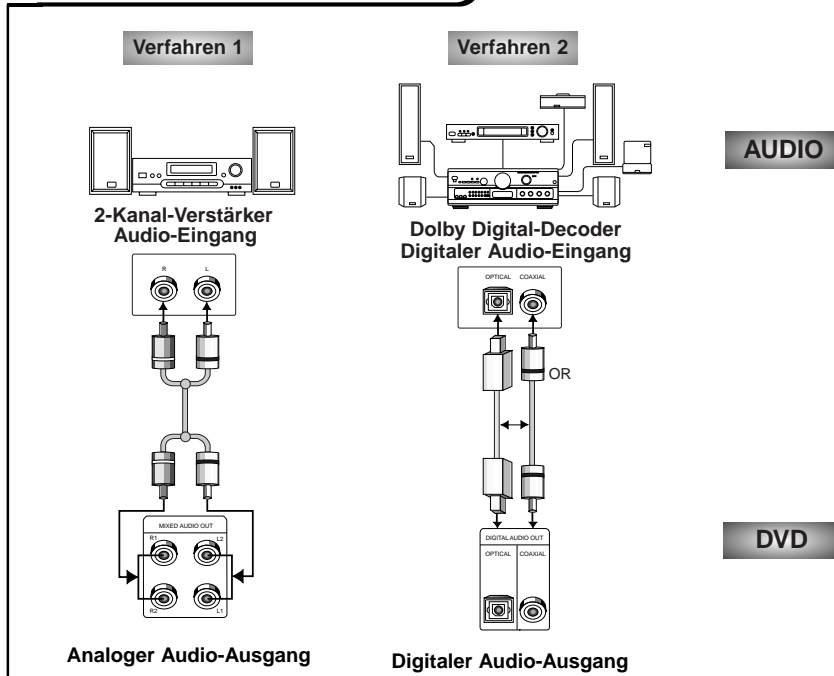 Verfahren 1
2-Kanal-Verstärker
Audio-Eingang
R L
MIXED AUDIO OUT
R1 L2
R2 L1
Analoger Audio-Ausgang
Verfahren 2
Dolby Digital-Decoder
Digitaler Audio-Eingang
OPTICAL COAXIAL
OR
DIGITAL AUDIO OUT
OPTICAL COAXIAL
Digitaler Audio-Ausgang
AUDIO
DVD